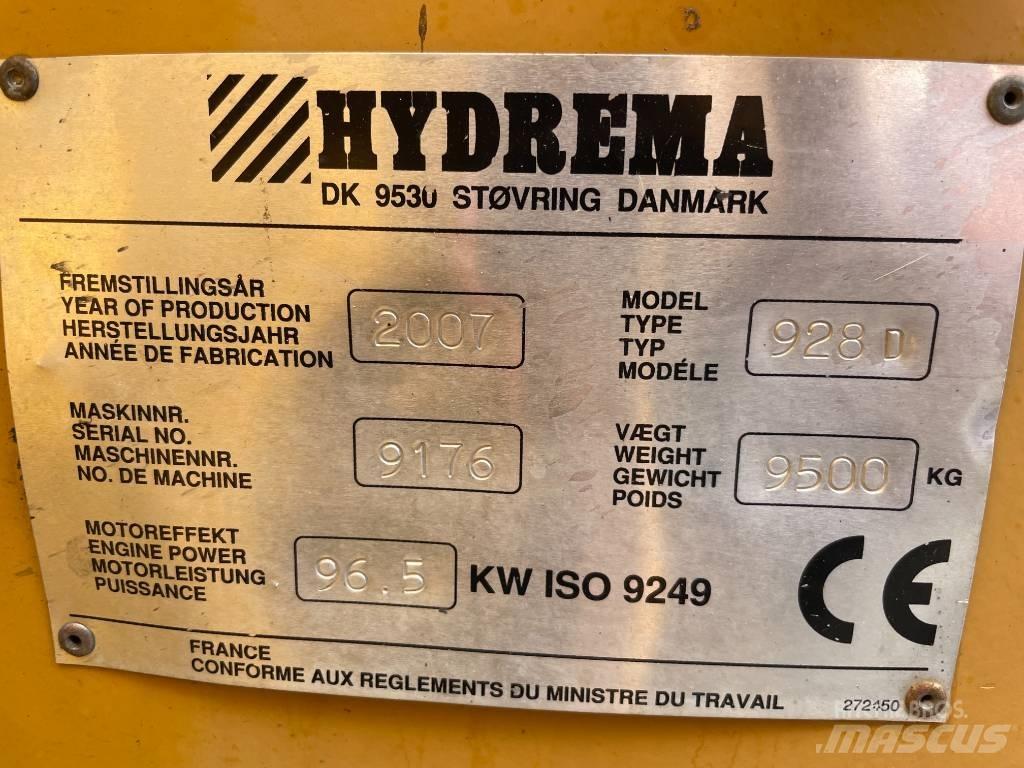 HYDREMA
DK 9530 STØVRING DANMARK
FREMSTILLINGSÅR
YEAR OF PRODUCTION
HERSTELLUNGSJAHR
ANNÉE DE FABRICATION
2007
MODEL
TYPE
TYP
MODÉLE
928 D
MASKINNR.
SERIAL NO.
MASCHINENNR.
NO. DE MACHINE
9176
VÆGT
WEIGHT
GEWICHT
POIDS
9500 KG
MOTOREFFEKT
ENGINE POWER
MOTORLEISTUNG
PUISSANCE
96.5 KW ISO 9249
CE
FRANCE
CONFORME AUX REGLEMENTS DU MINISTRE DU TRAVAIL
272450
RITCHIE BROS.
MASCUS